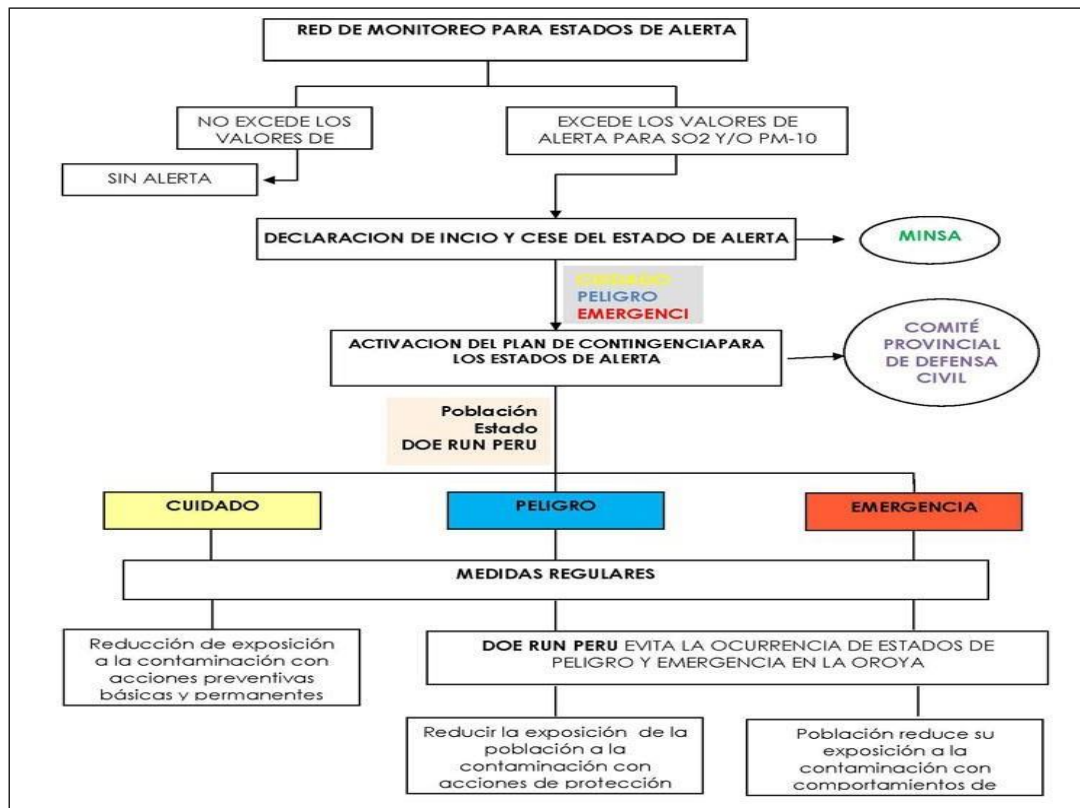 RED DE MONITOREO PARA ESTADOS DE ALERTA
NO EXCEDE LOS
VALORES DE
EXCEDE LOS VALORES DE
ALERTA PARA SO2 Y/O PM-10
SIN ALERTA
DECLARACION DE INCIO Y CESE DEL ESTADO DE ALERTA
MINSA
CUIDADO
PELIGRO
EMERGENCI
ACTIVACION DEL PLAN DE CONTINGENCIAPARA
LOS ESTADOS DE ALERTA
COMITÉ
PROVINCIAL
DE DEFENSA
CIVIL
Población
Estado
DOE RUN PERU
CUIDADO
PELIGRO
EMERGENCIA
MEDIDAS REGULARES
Reducción de exposición
a la contaminación con
acciones preventivas
básicas y permanentes
DOE RUN PERU EVITA LA OCURRENCIA DE ESTADOS DE
PELIGRO Y EMERGENCIA EN LA OROYA
Reducir la exposición de la
población a la
contaminación con
acciones de protección
Población reduce su
exposición a la
contaminación con
comportamientos de